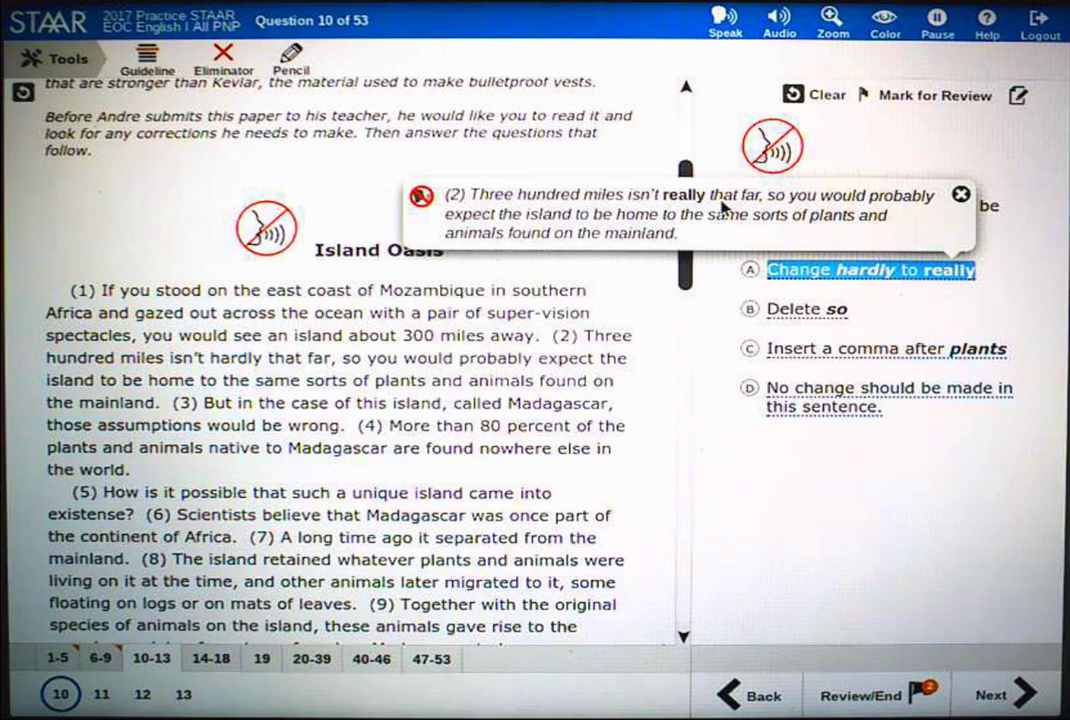 STAAR
2017 Practice STAAR
EOC English I All PNP
Question 10 of 53
Speak
Audio
Zoom
Color
Pause
Help
Logout
Tools
Guideline
Eliminator
Pencil
that are stronger than Kevlar, the material used to make bulletproof vests.
Before Andre submits this paper to his teacher, he would like you to read it and
look for any corrections he needs to make. Then answer the questions that
follow.
Island Oasis
(1) If you stood on the east coast of Mozambique in southern
Africa and gazed out across the ocean with a pair of super-vision
spectacles, you would see an island about 300 miles away. (2) Three
hundred miles isn't hardly that far, so you would probably expect the
island to be home to the same sorts of plants and animals found on
the mainland. (3) But in the case of this island, called Madagascar,
those assumptions would be wrong. (4) More than 80 percent of the
plants and animals native to Madagascar are found nowhere else in
the world.
(5) How is it possible that such a unique island came into
existense? (6) Scientists believe that Madagascar was once part of
the continent of Africa. (7) A long time ago it separated from the
mainland. (8) The island retained whatever plants and animals were
living on it at the time, and other animals later migrated to it, some
floating on logs or on mats of leaves. (9) Together with the original
species of animals on the island, these animals gave rise to the
Clear
Mark for Review
(2) Three hundred miles isn't really that far, so you would probably
expect the island to be home to the same sorts of plants and
animals found on the mainland.
be
A Change hardly to really
B Delete so
C Insert a comma after plants
D No change should be made in
this sentence.
1-5
6-9
10-13
14-18
19
20-39
40-46
47-53
10
11
12
13
Back
Review/End
2
Next